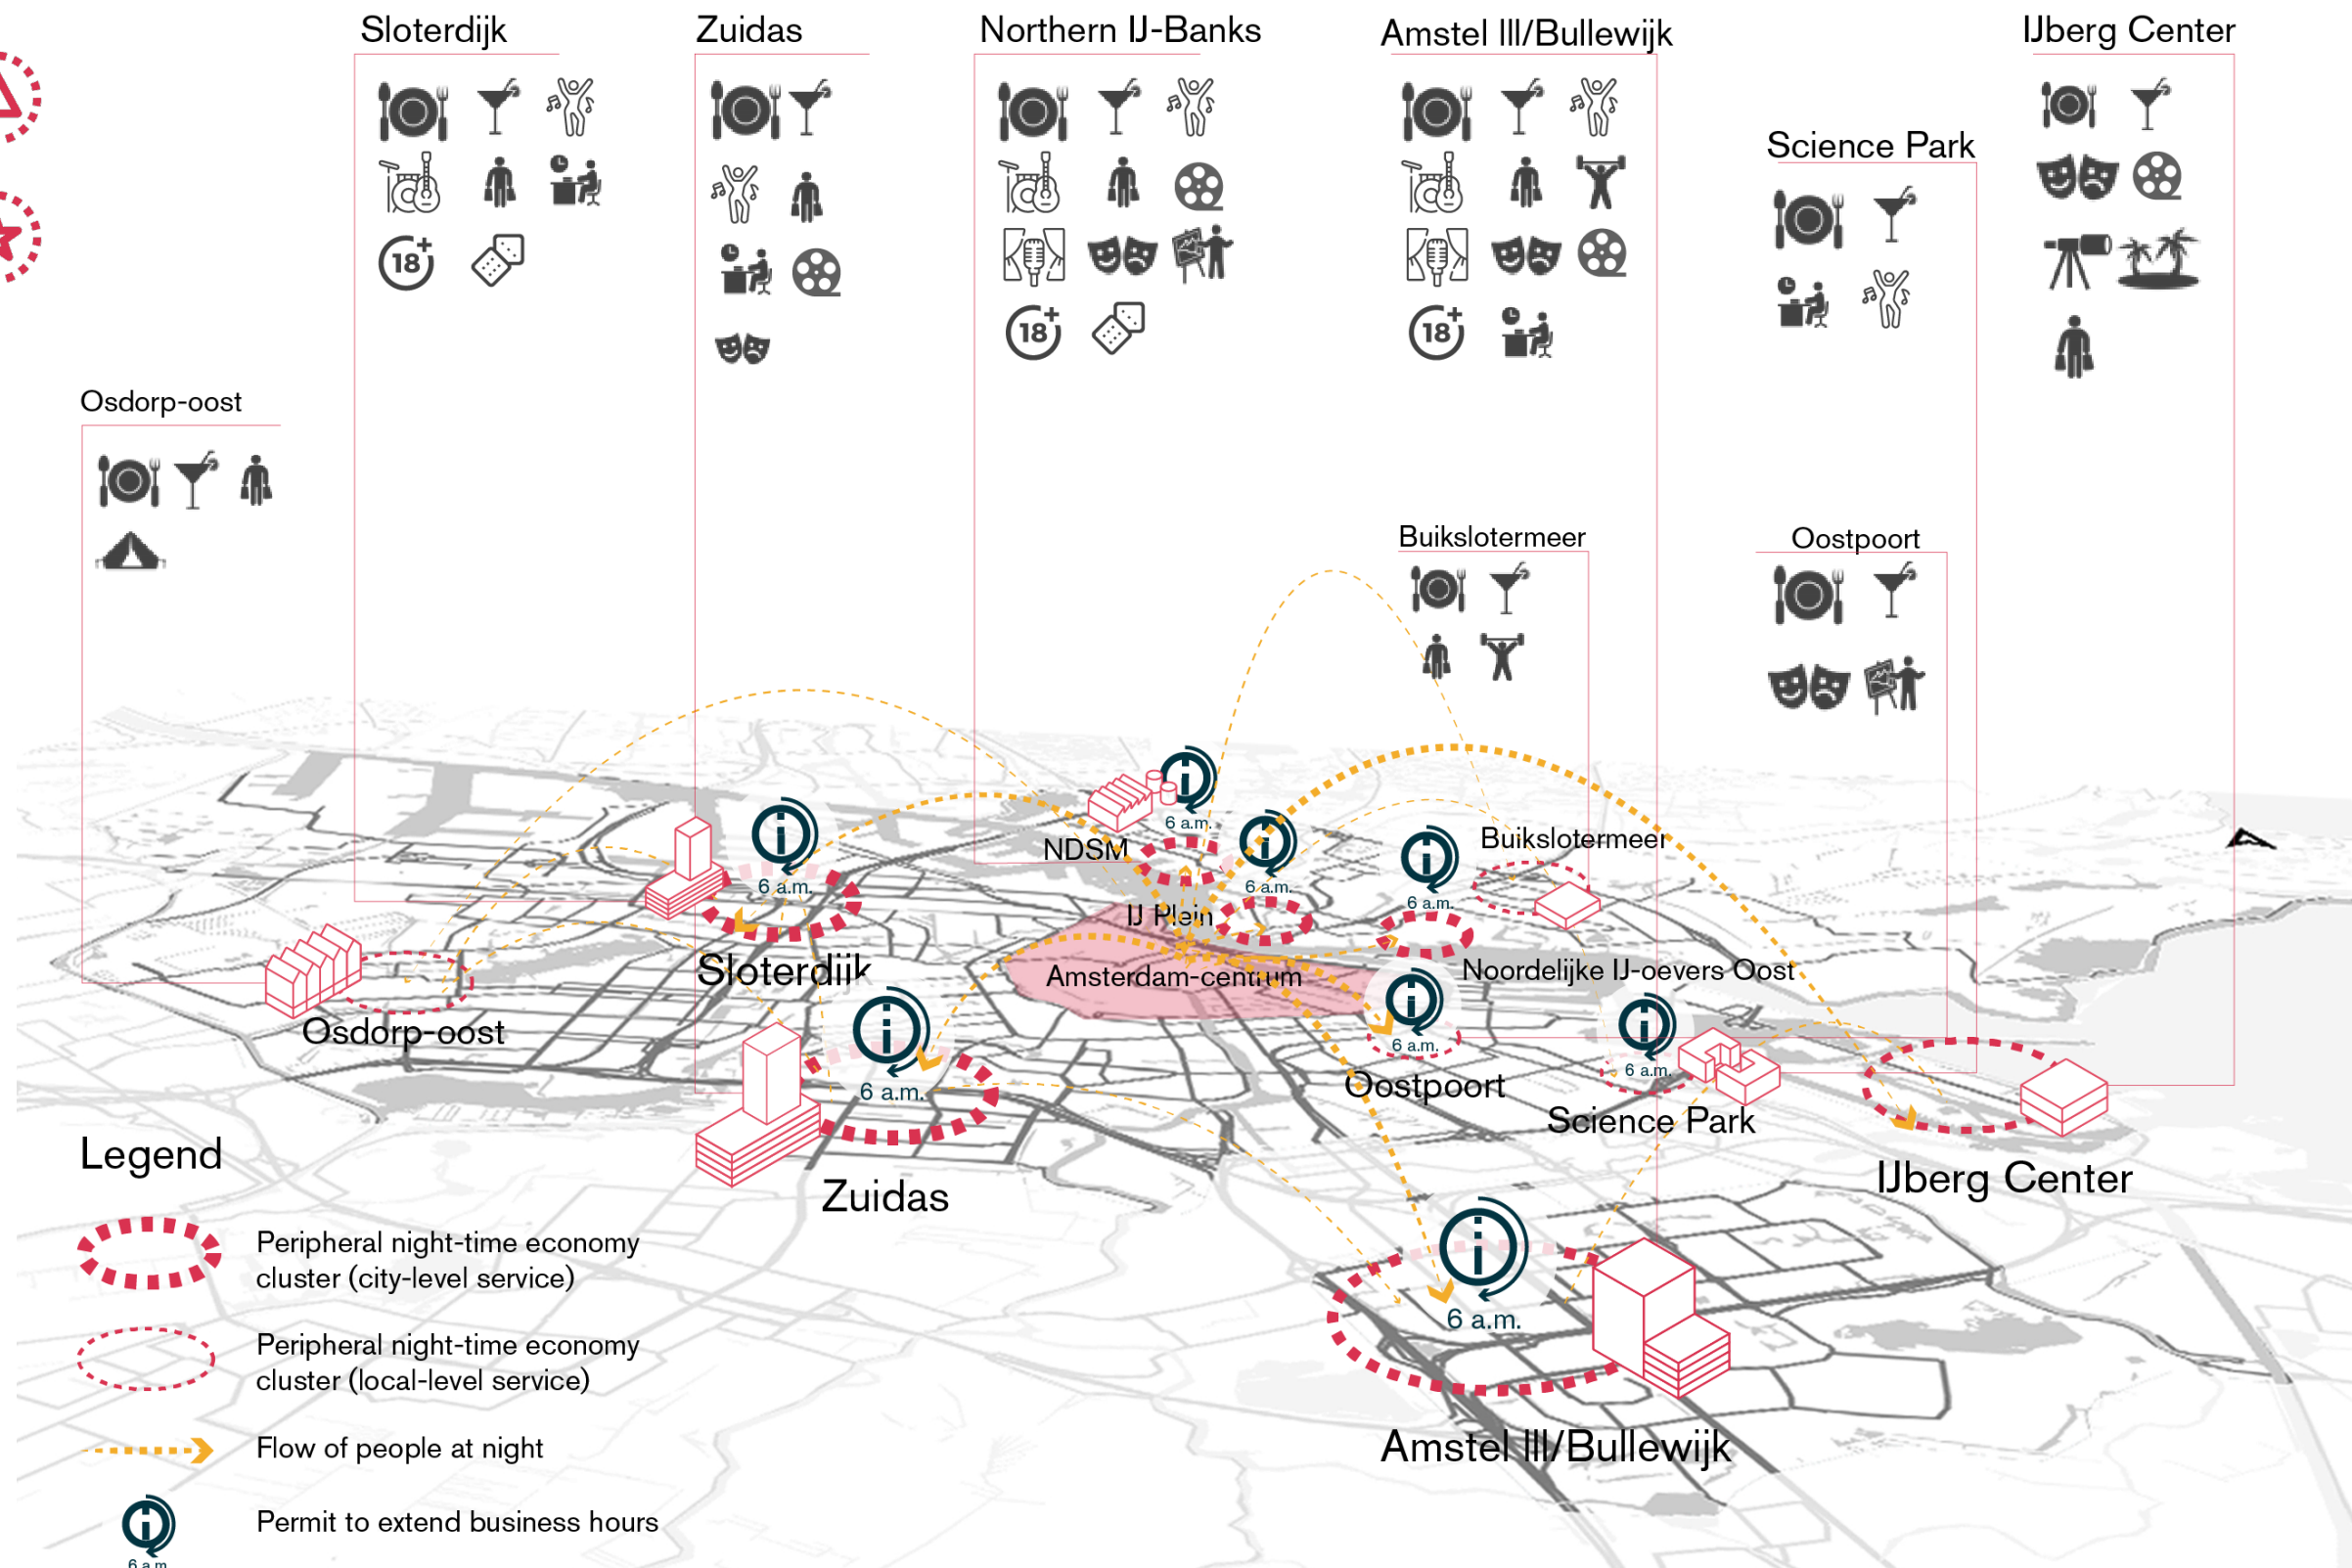 Sloterdijk
Zuidas
Northern IJ-Banks
Amstel III/Bullewijk
IJberg Center
Science Park
18+
18+
18+
Osdorp-oost
Buikslotermeer
Oostpoort
6 a.m.
NDSM
6 a.m.
6 a.m.
6 a.m.
Buikslotermeer
IJ Plein
Sloterdijk
Amsterdam-centrum
Noordelijke IJ-oevers Oost
Osdorp-oost
6 a.m.
6 a.m.
6 a.m.
Oostpoort
Science Park
Zuidas
IJberg Center
6 a.m.
Amstel III/Bullewijk
Legend
Peripheral night-time economy
cluster (city-level service)
Peripheral night-time economy
cluster (local-level service)
Flow of people at night
Permit to extend business hours
6 a.m.